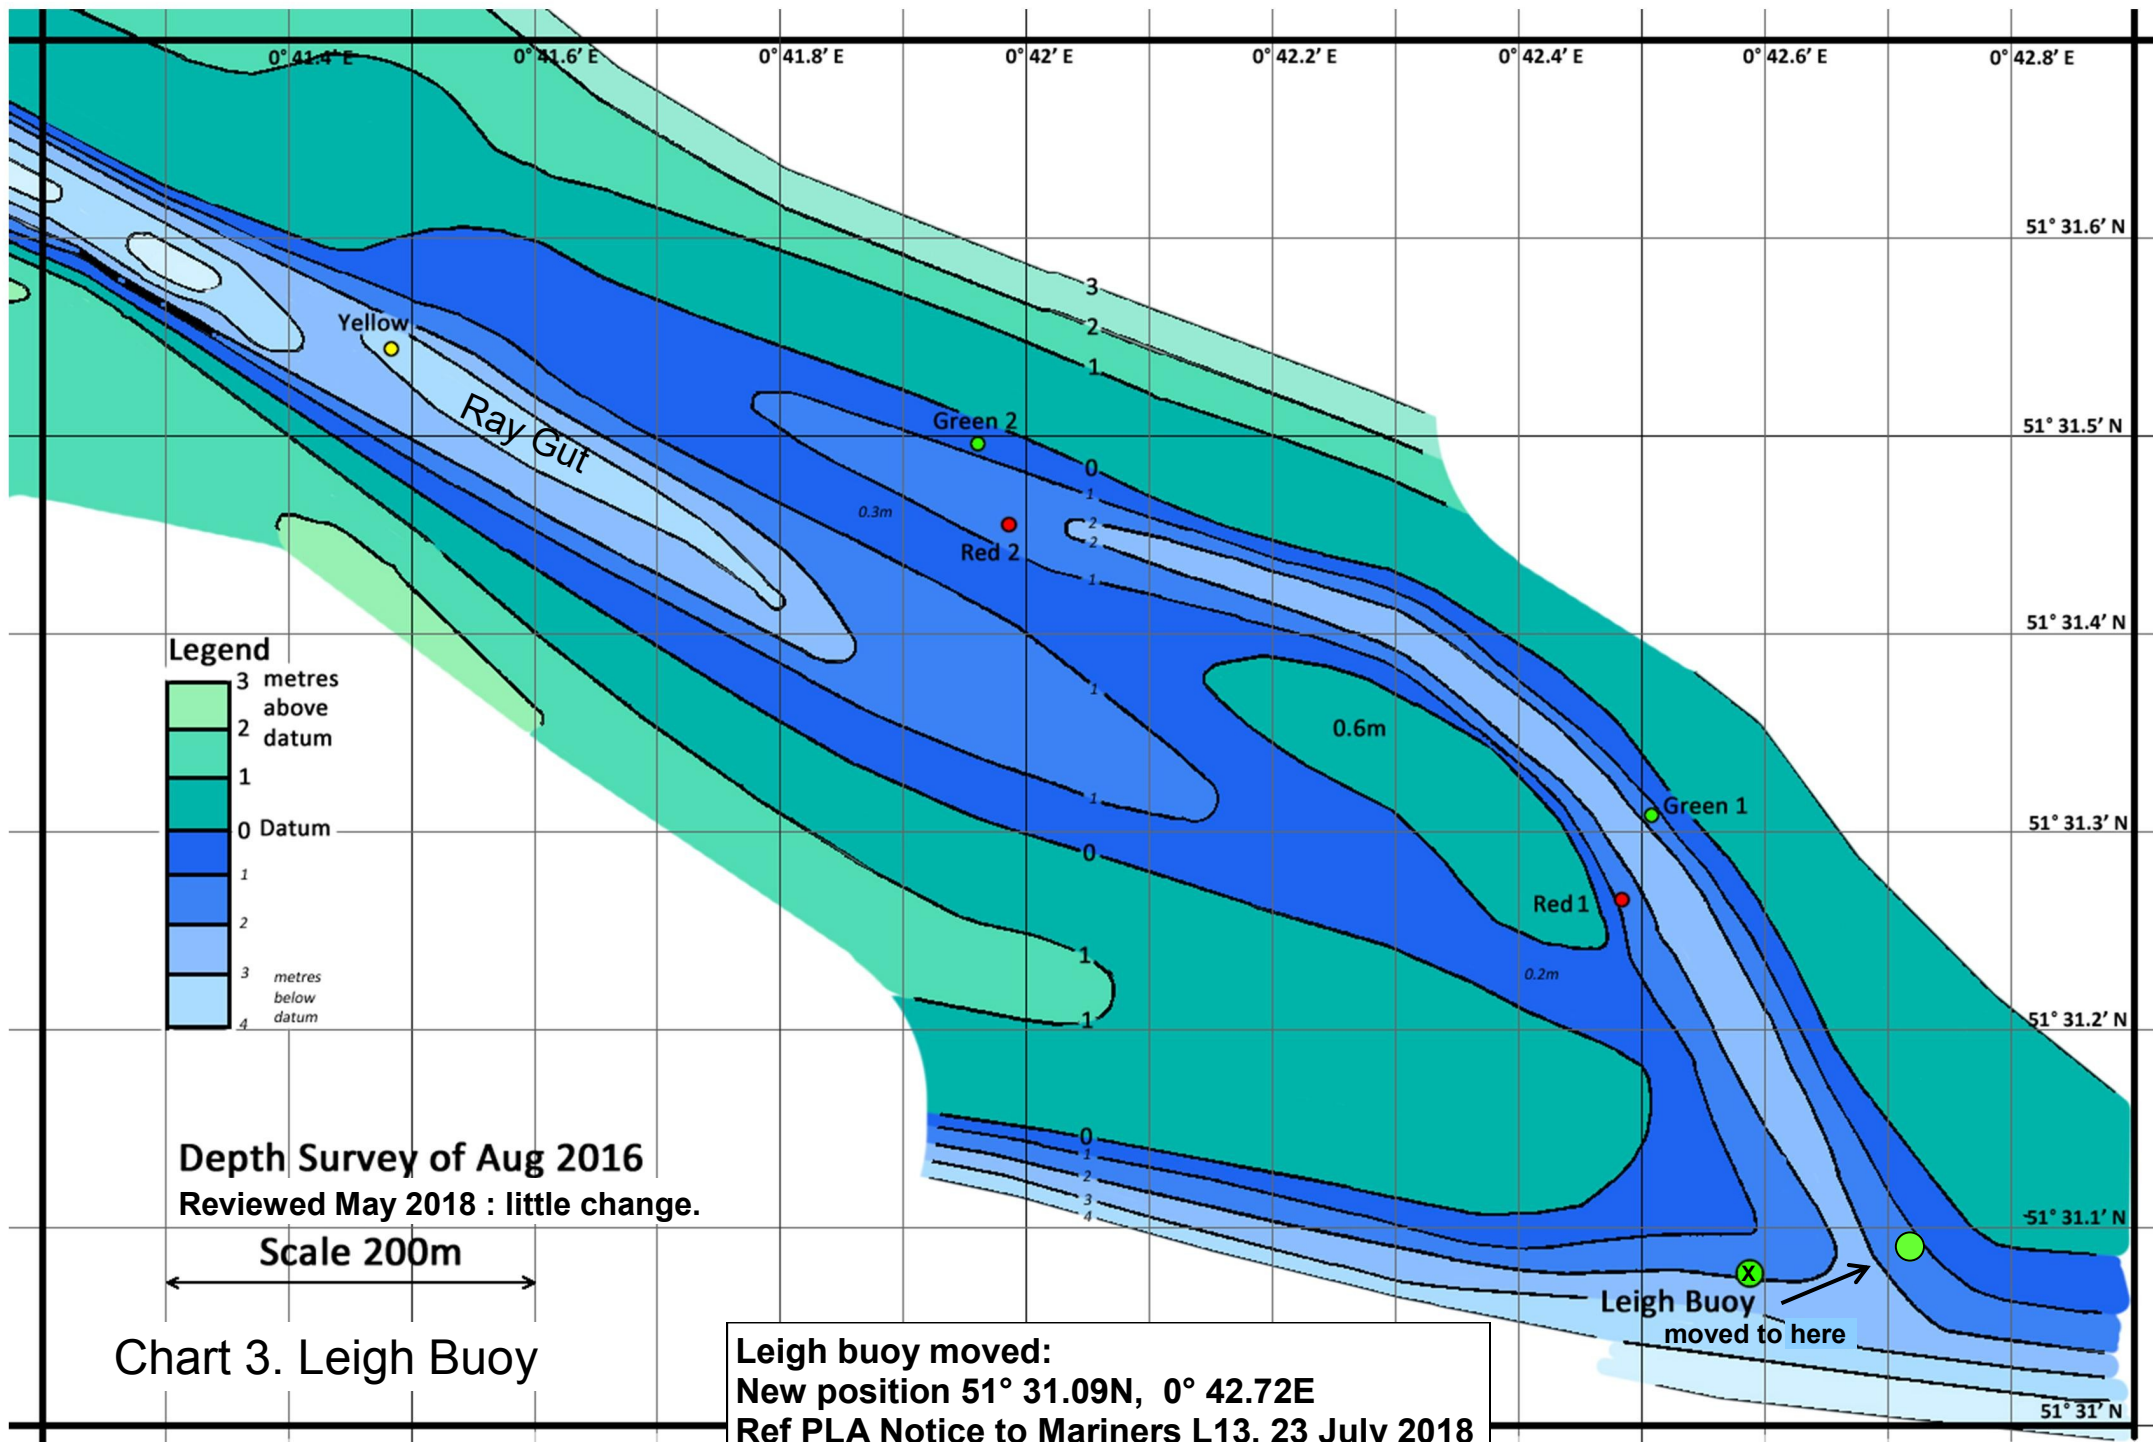 0° 41.4' E
0° 41.6' E
0° 41.8' E
0° 42' E
0° 42.2' E
0° 42.4' E
0° 42.6' E
0° 42.8' E
51° 31.6' N
3
Yellow
2
1
Ray Gut
Green 2
51° 31.5' N
0
1
0.3m
2
Red 2
2
1
51° 31.4' N
Legend
3 metres
above
2 datum
1
0 Datum
1
2
3 metres
below
4 datum
1
0.6m
1
Green 1
51° 31.3' N
0
Red 1
1
0.2m
1
51° 31.2' N
0
1
2
3
4
Depth Survey of Aug 2016
Reviewed May 2018 : little change.
51° 31.1' N
Scale 200m
X
Leigh Buoy
moved to here
Chart 3. Leigh Buoy
Leigh buoy moved:
New position 51° 31.09N, 0° 42.72E
Ref PLA Notice to Mariners L13, 23 July 2018
51° 31' N